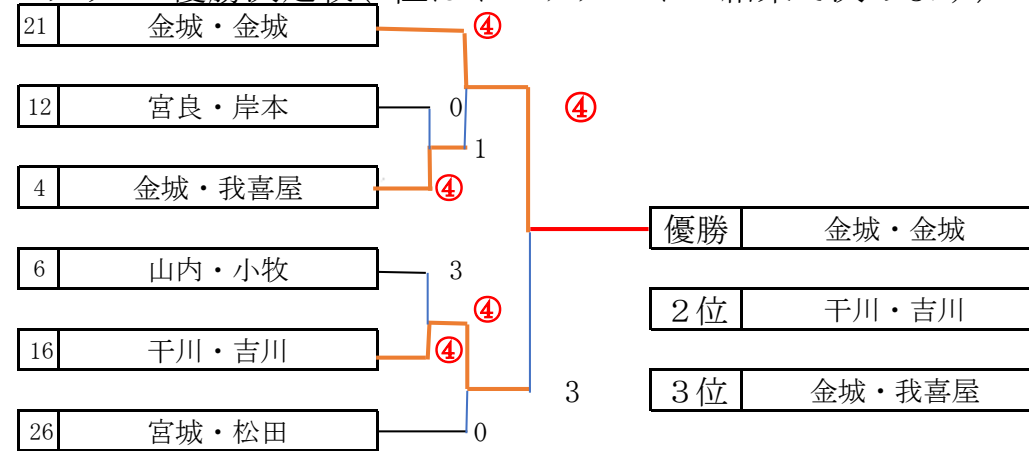 21 金城・金城 ④
12 宮良・岸本 0 ④
1
4 金城・我喜屋 ④
優勝 金城・金城
6 山内・小牧 3
④ 2位 干川・吉川
16 干川・吉川 ④
3 3位 金城・我喜屋
26 宮城・松田 0